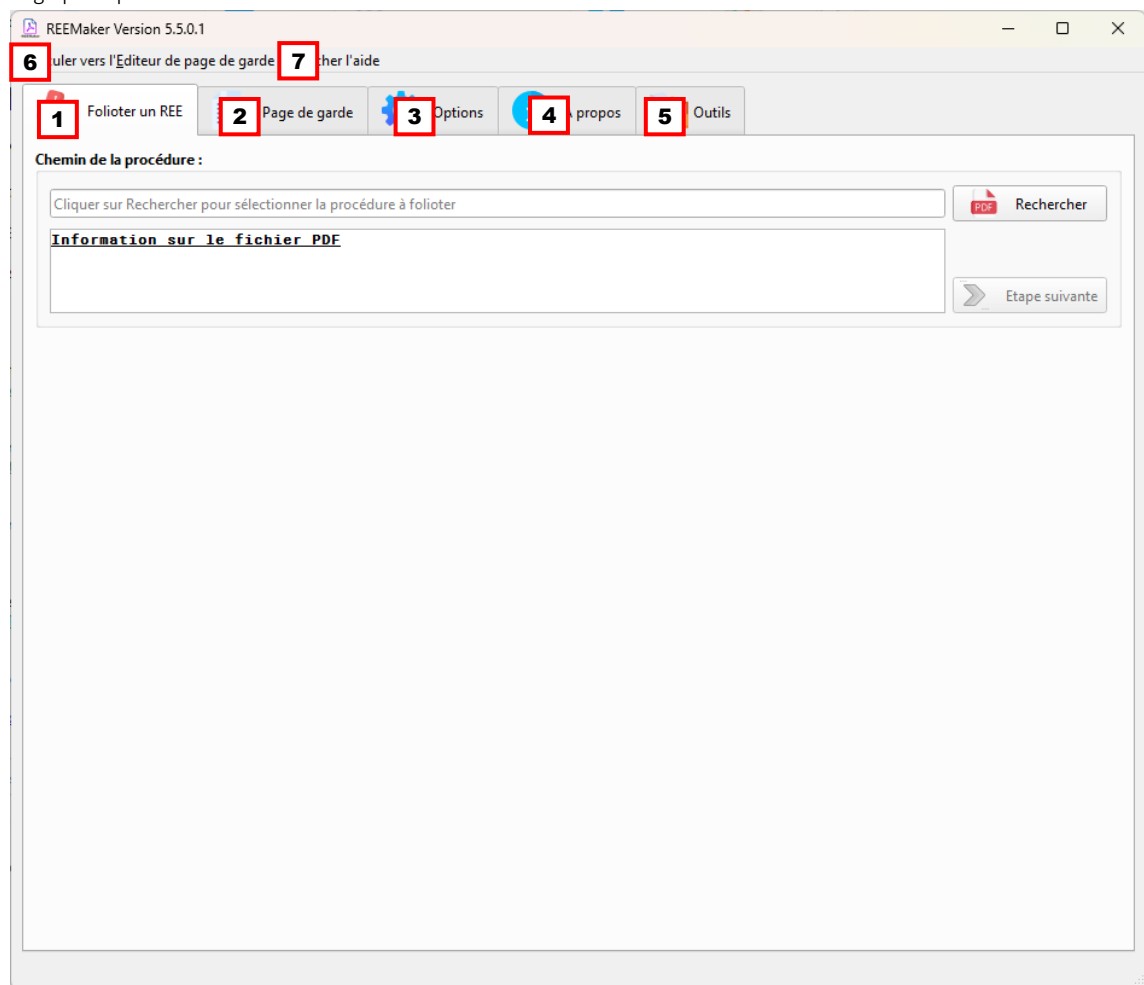 REEMaker Version 5.5.0.1
6 uler vers l'Editeur de page de garde 7 cher l'aide
1 Folioter un REE 2 Page de garde 3 Options 4 propos 5 Outils
Chemin de la procédure :
Cliquer sur Rechercher pour sélectionner la procédure à folioter
PDF Rechercher
Information sur le fichier PDF
Etape suivante